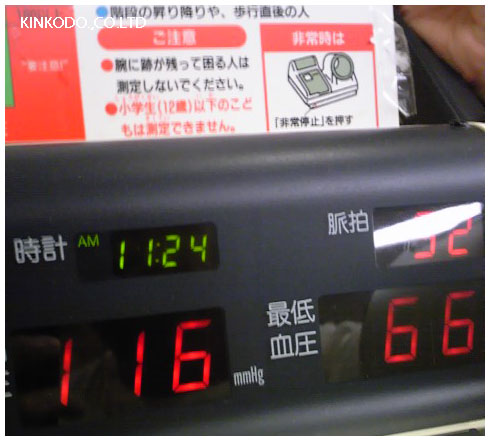 KINKODO.,CO.LTD
●階段の昇り降りや、歩行直後の人
ご注意
●腕に跡が残って困る人は
測定しないでください。
●小学生(12歳)以下のこど
もは測定できません。
非常時は
「非常停止」を押す
時計 AM 11:24
脈拍
最低
血圧 66
116 mmHg